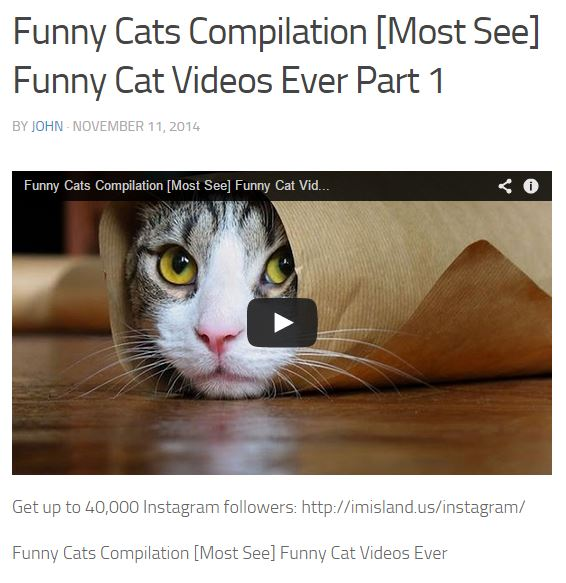 Funny Cats Compilation [Most See]
Funny Cat Videos Ever Part 1
BY JOHN · NOVEMBER 11, 2014
Funny Cats Compilation [Most See] Funny Cat Vid...
Get up to 40,000 Instagram followers: http://imisland.us/instagram/
Funny Cats Compilation [Most See] Funny Cat Videos Ever